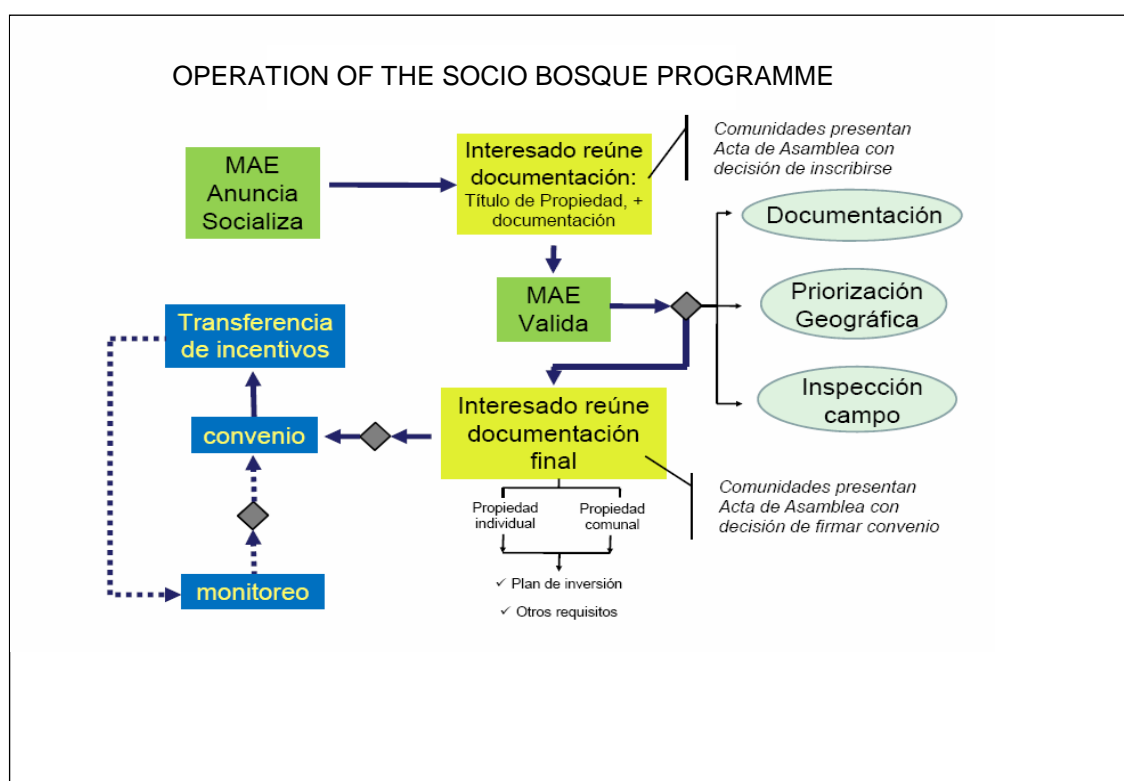 OPERATION OF THE SOCIO BOSQUE PROGRAMME
MAE
Anuncia
Socializa
Interesado reúne
documentación:
Título de Propiedad, +
documentación
Comunidades presentan
Acta de Asamblea con
decisión de inscribirse
MAE
Valida
Documentación
Priorización
Geográfica
Inspección
campo
Transferencia
de incentivos
convenio
monitoreo
Interesado reúne
documentación
final
Propiedad
individual
Propiedad
comunal
✓ Plan de inversión
✓ Otros requisitos
Comunidades presentan
Acta de Asamblea con
decisión de firmar convenio